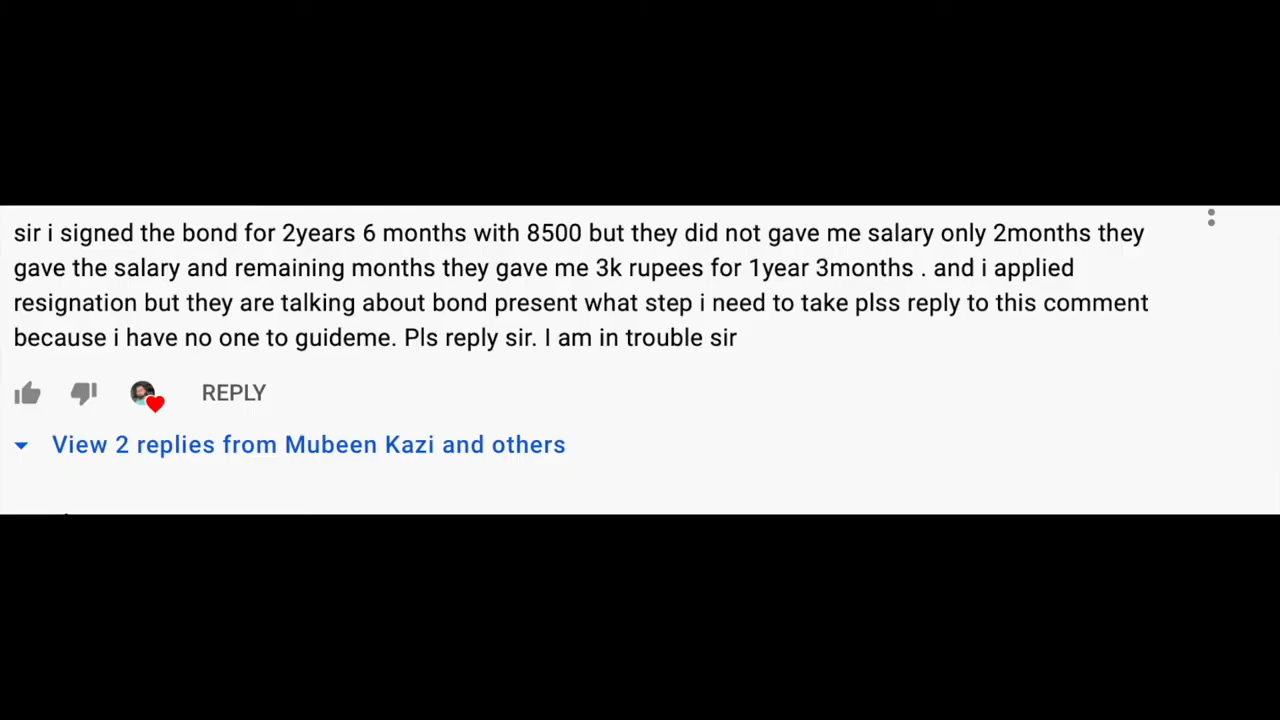 sir i signed the bond for 2years 6 months with 8500 but they did not gave me salary only 2months they
gave the salary and remaining months they gave me 3k rupees for 1year 3months . and i applied
resignation but they are talking about bond present what step i need to take plss reply to this comment
because i have no one to guideme. Pls reply sir. I am in trouble sir
REPLY
View 2 replies from Mubeen Kazi and others